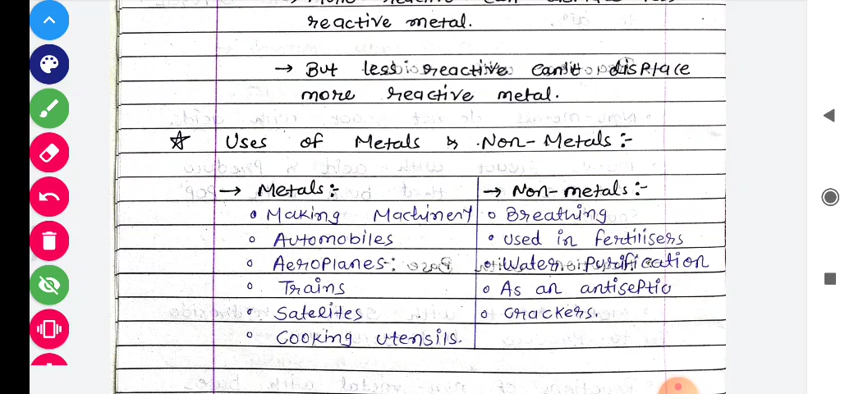 reactive metal.
→ But less reactive can't displace
more reactive metal.
☆ Uses of Metals & Non-Metals:-
→ Metals:-
• Making Machinery
• Automobiles
• AeroPlanes
• Trains
• Satelites
• Cooking utensils.
→ Non-metals:-
• Breathing
• used in fertilisers
• Water Purification
• As an antiseptic
• crackers.